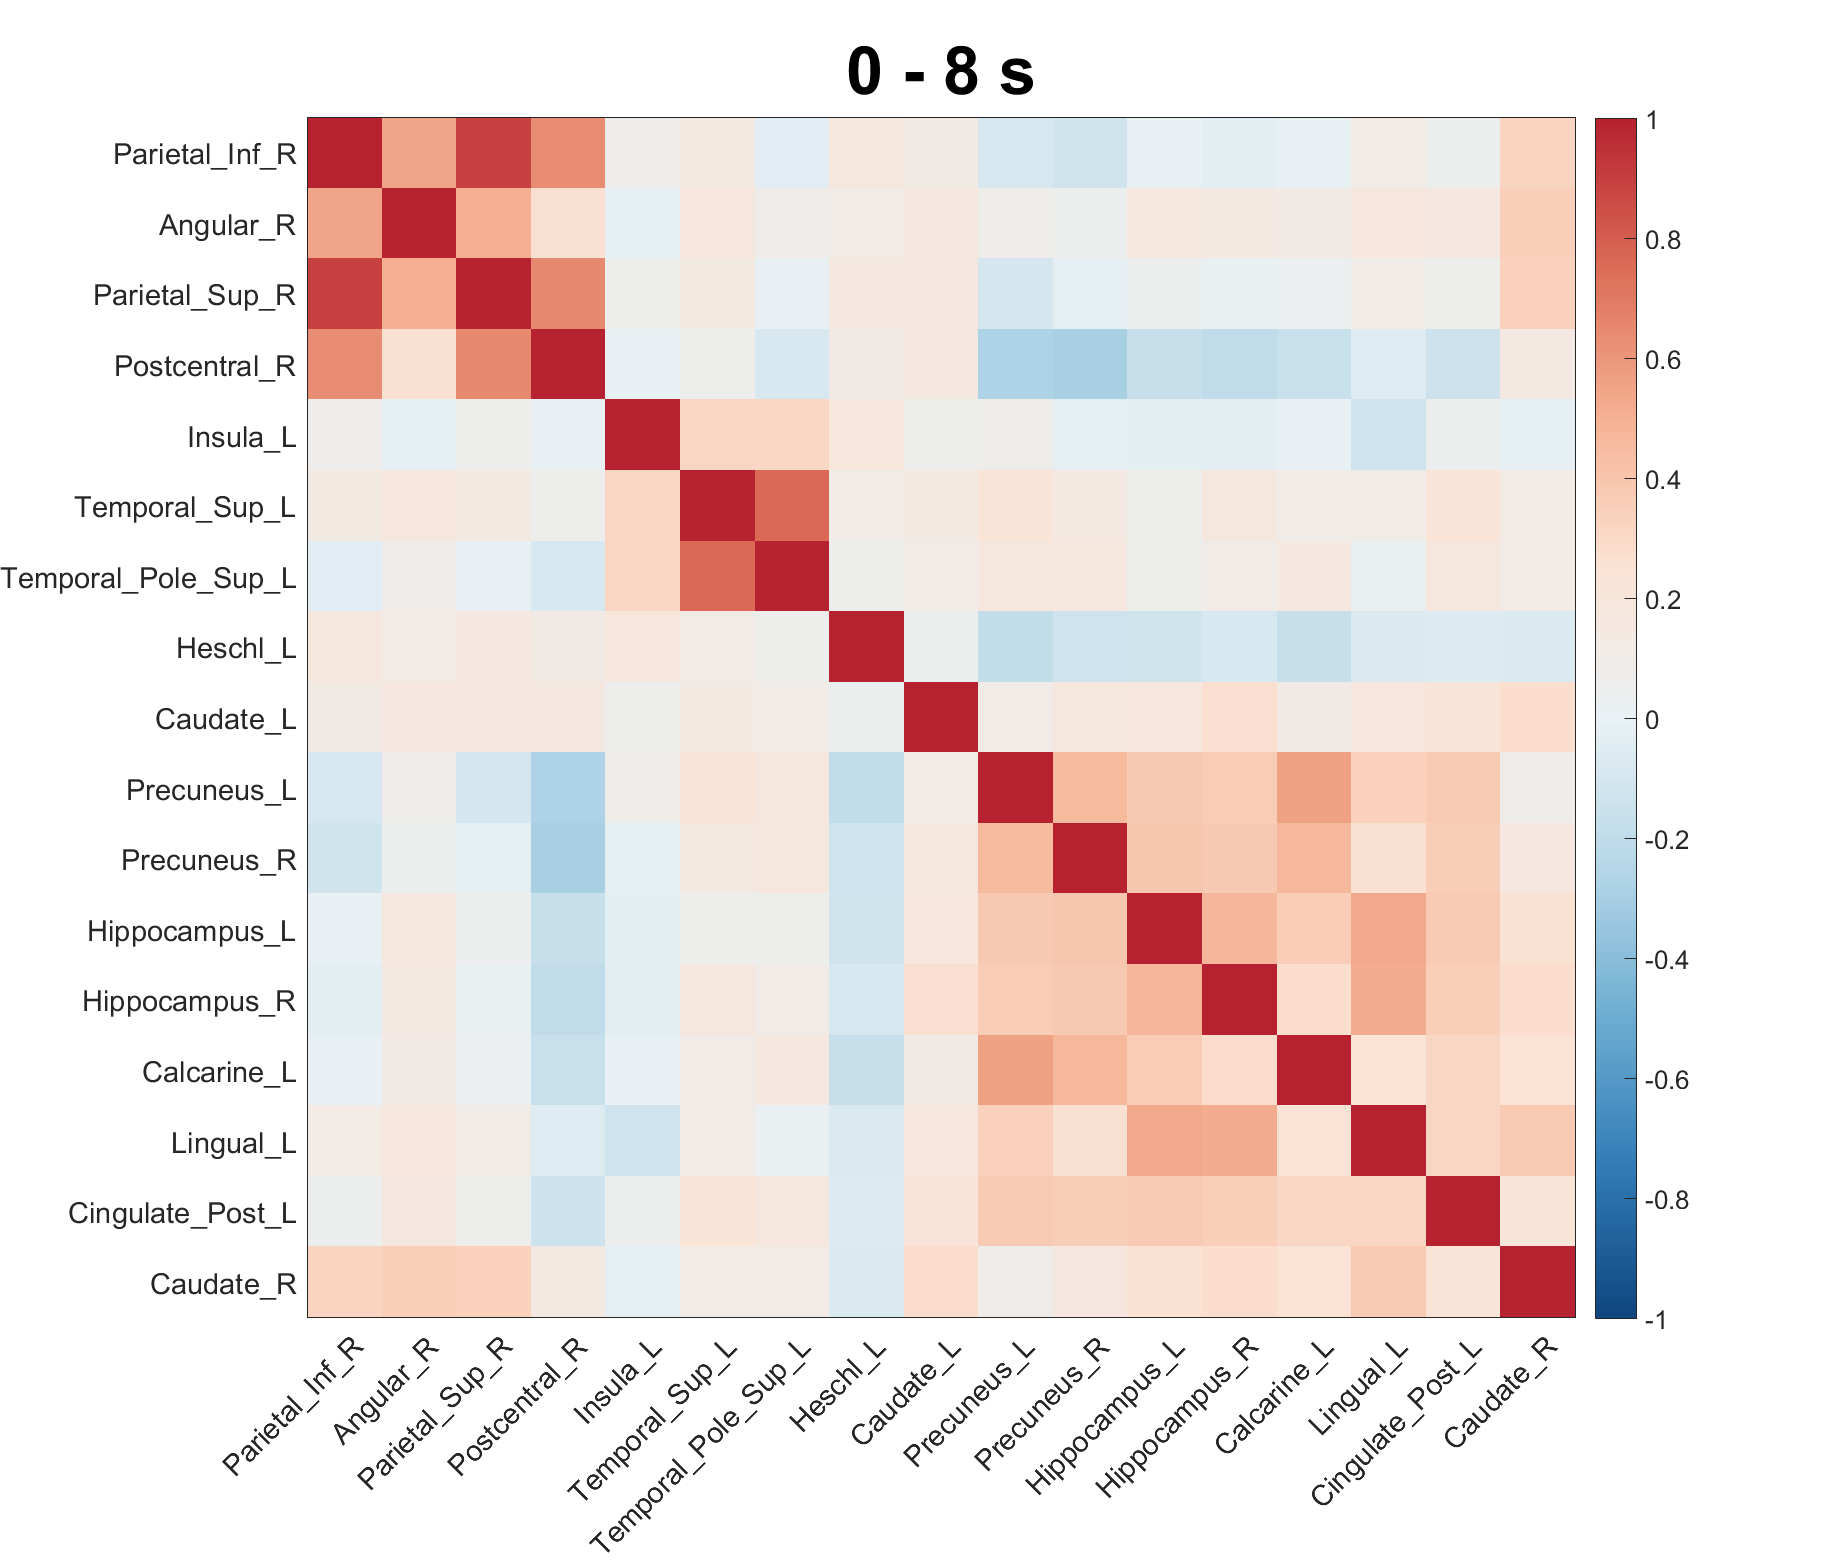 0 - 8 s
Parietal_Inf_R
Angular_R
Parietal_Sup_R
Postcentral_R
Insula_L
Temporal_Sup_L
Temporal_Pole_Sup_L
Heschl_L
Caudate_L
Precuneus_L
Precuneus_R
Hippocampus_L
Hippocampus_R
Calcarine_L
Lingual_L
Cingulate_Post_L
Caudate_R
1
0.8
0.6
0.4
0.2
0
-0.2
-0.4
-0.6
-0.8
-1
Parietal_Inf_R
Angular_R
Parietal_Sup_R
Postcentral_R
Insula_L
Temporal_Sup_L
Temporal_Pole_Sup_L
Heschl_L
Caudate_L
Precuneus_L
Precuneus_R
Hippocampus_L
Hippocampus_R
Calcarine_L
Lingual_L
Cingulate_Post_L
Caudate_R